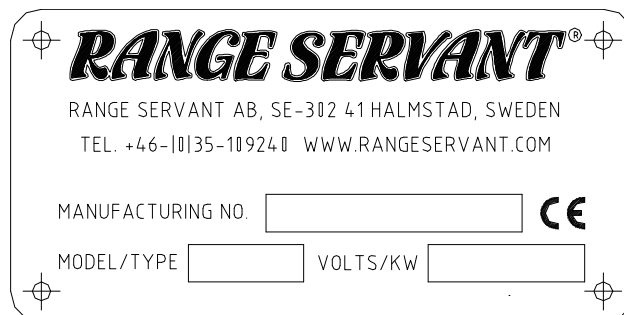 RANGE SERVANT®
RANGE SERVANT AB, SE-302 41 HALMSTAD, SWEDEN
TEL. +46-(0)35-109240 WWW.RANGESERVANT.COM
MANUFACTURING NO. CE
MODEL/TYPE VOLTS/KW